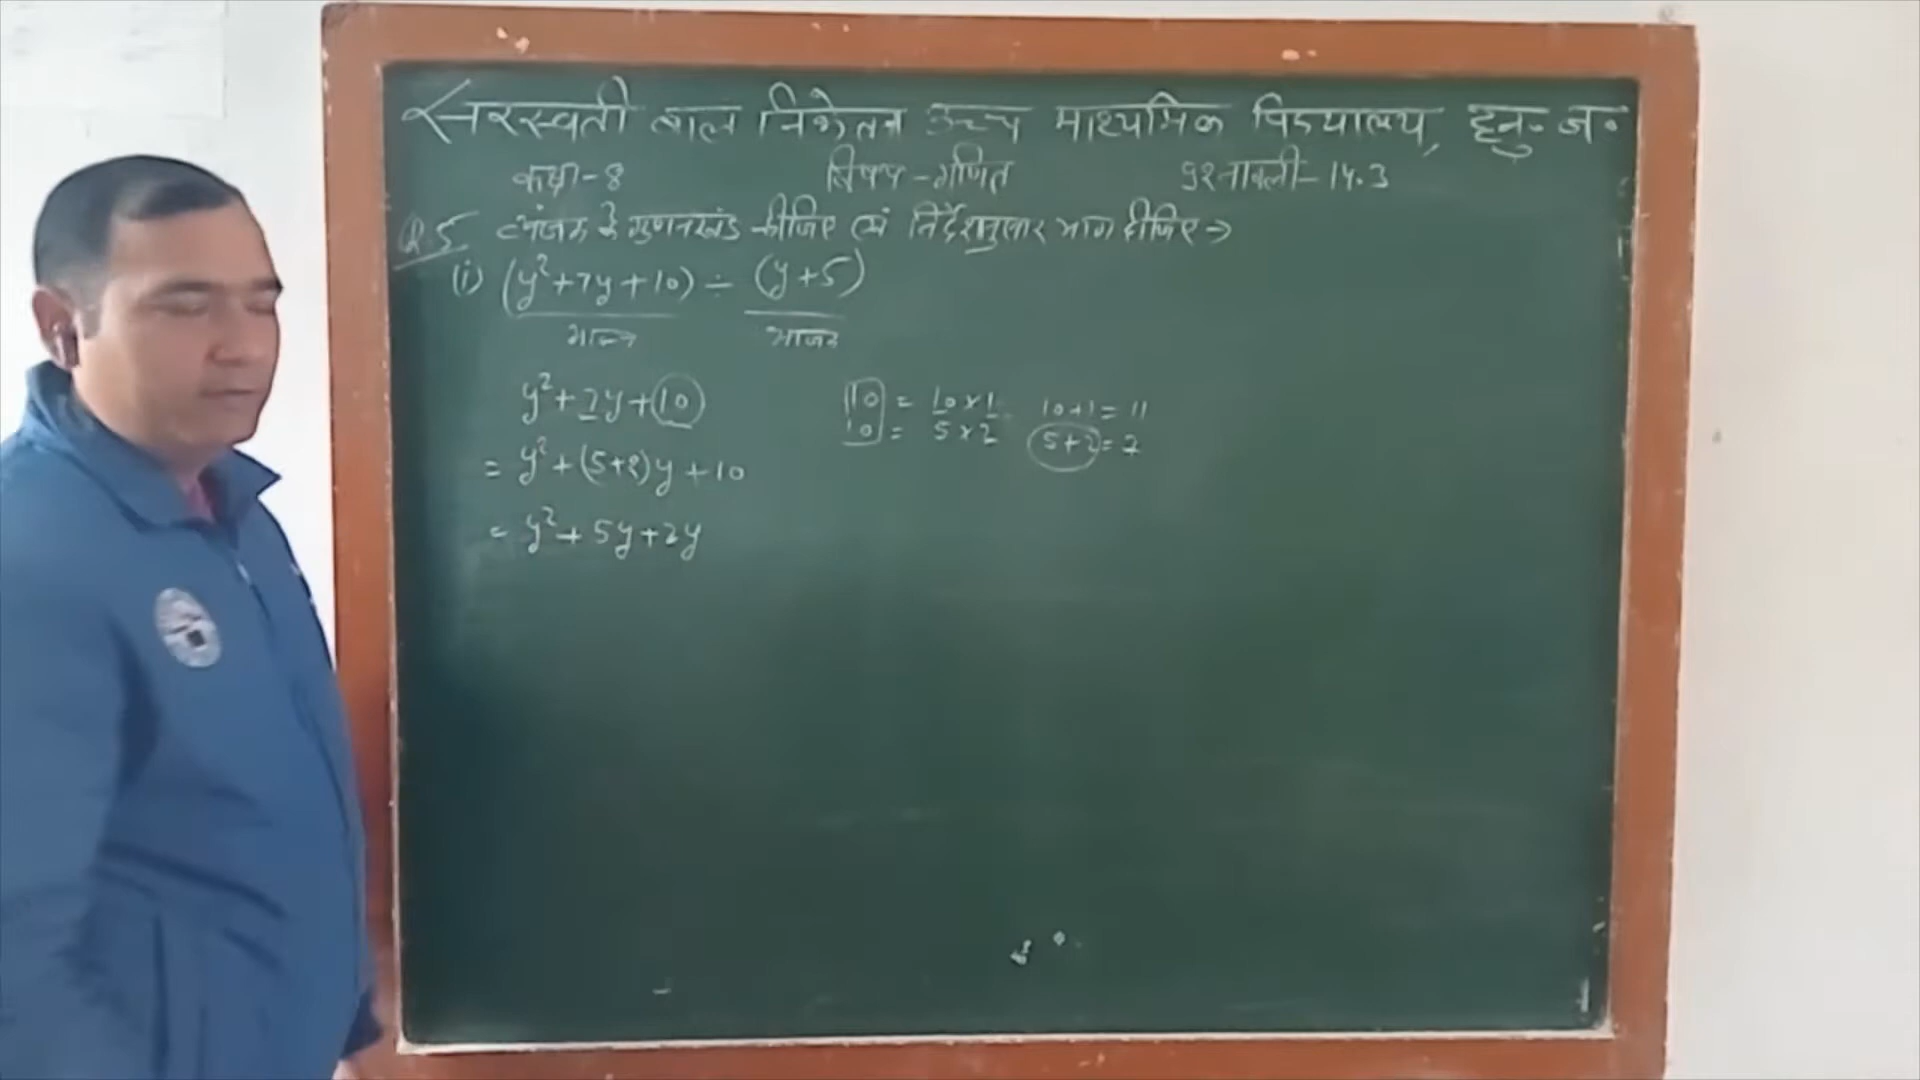 सरस्वती बाल निकेतन उच्च माध्यमिक विद्यालय, हनु॰ ज॰
कक्षा-8 विषय-गणित प्रश्नावली-14.3
Q.5 व्यंजक के गुणनखंड कीजिए एवं निर्देशानुसार भाग दीजिए→
(i) (y²+7y+10) ÷ (y+5)
भाज्य भाजक
y²+7y+10 10 = 10×1 10+1=11
10 = 5×2 5+2=7
= y²+(5+2)y+10
= y²+5y+2y